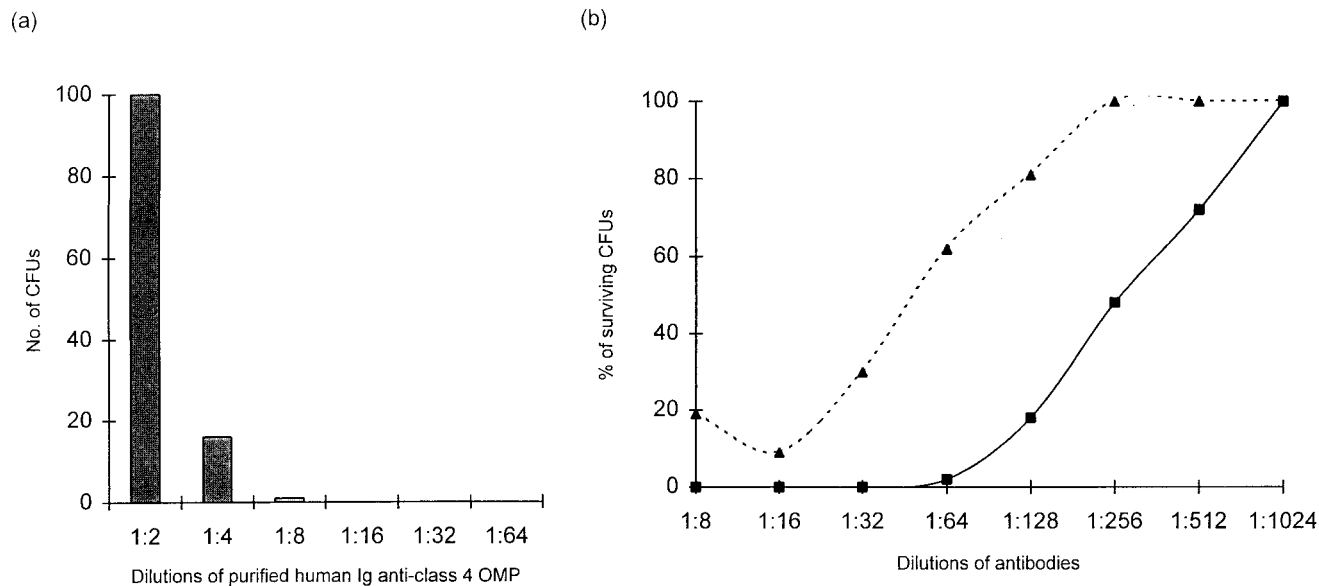 (a)
No. of CFUs
100
80
60
40
20
0
1:2 1:4 1:8 1:16 1:32 1:64
Dilutions of purified human Ig anti-class 4 OMP
(b)
% of surviving CFUs
100
80
60
40
20
0
1:8 1:16 1:32 1:64 1:128 1:256 1:512 1:1024
Dilutions of antibodies